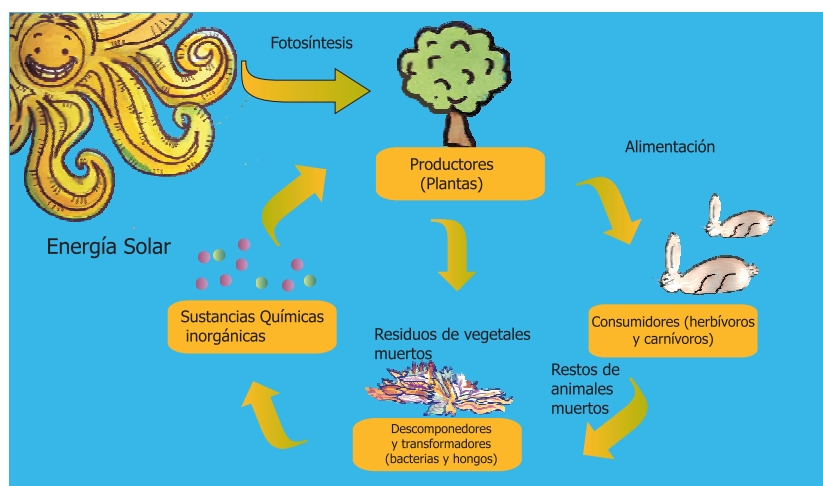 Fotosíntesis
Productores
(Plantas)
Alimentación
Energía Solar
Sustancias Químicas
inorgánicas
Consumidores (herbívoros
y carnívoros)
Residuos de vegetales
muertos
Restos de
animales
muertos
Descomponedores
y transformadores
(bacterias y hongos)